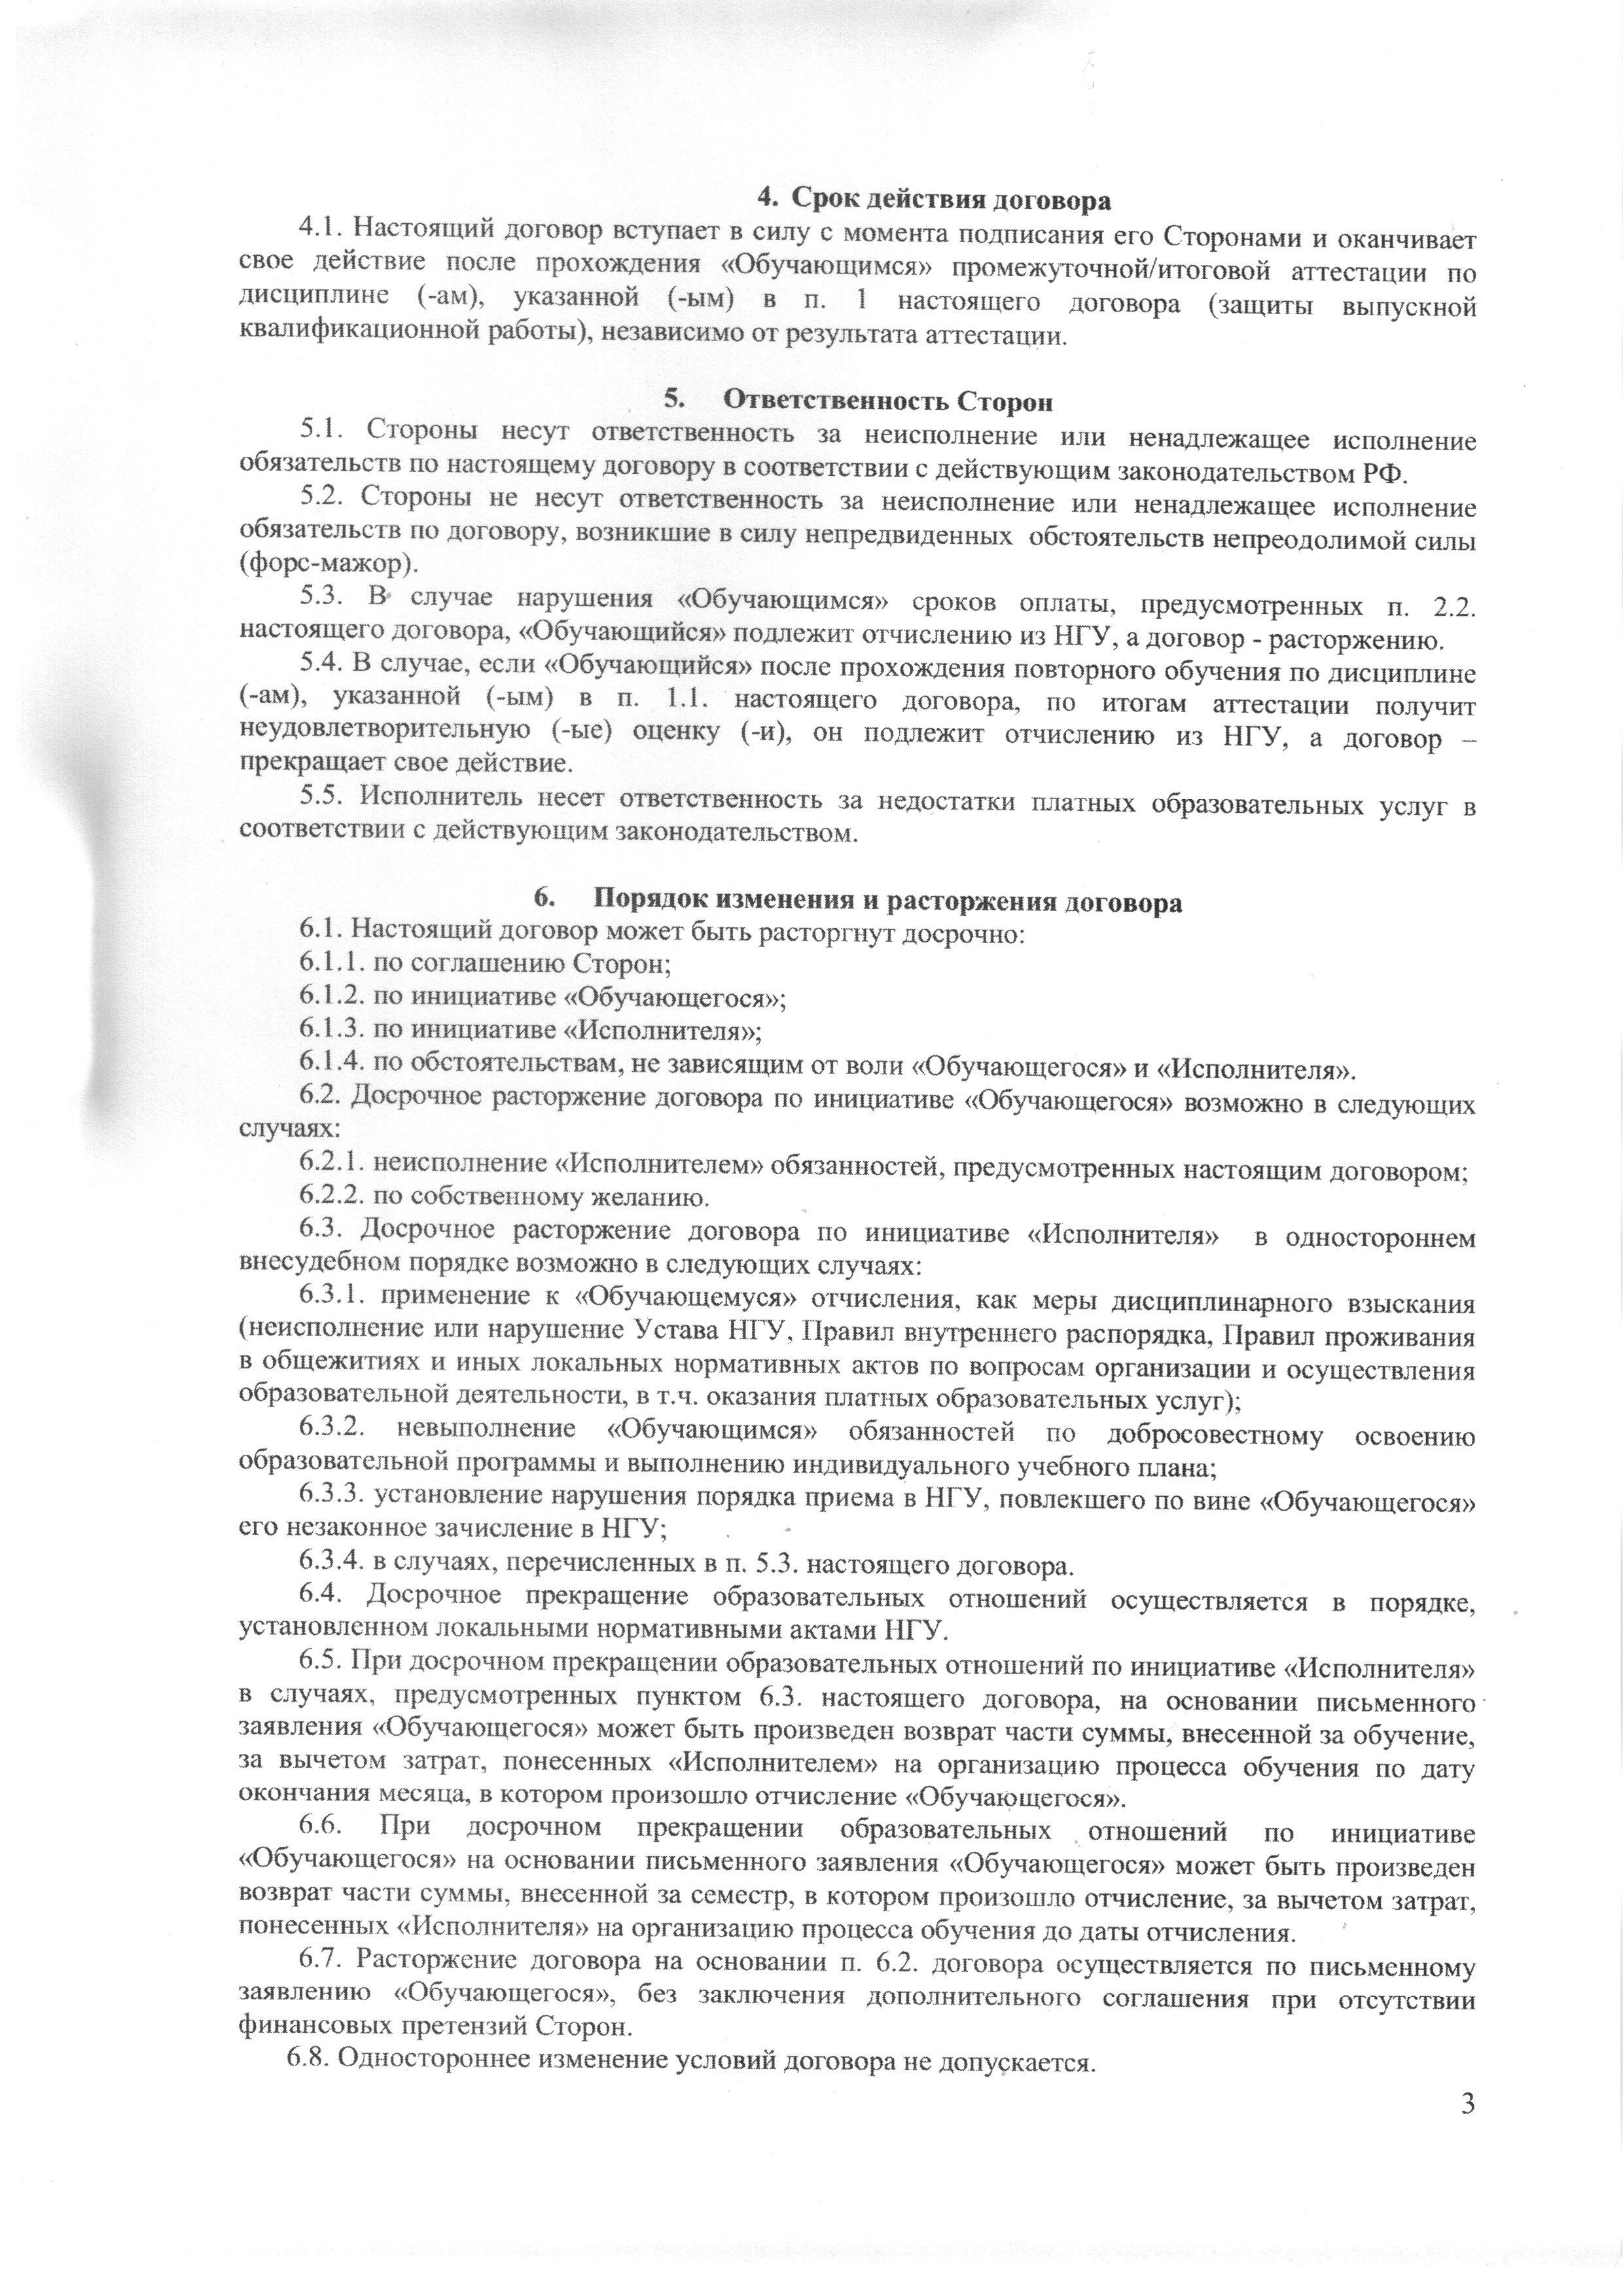 4. Срок действия договора
4.1. Настоящий договор вступает в силу с момента подписания его Сторонами и оканчивает
свое действие после прохождения «Обучающимся» промежуточной/итоговой аттестации по
дисциплине (-ам), указанной (-ым) в п. 1 настоящего договора (защиты выпускной
квалификационной работы), независимо от результата аттестации.
5. Ответственность Сторон
5.1. Стороны несут ответственность за неисполнение или ненадлежащее исполнение
обязательств по настоящему договору в соответствии с действующим законодательством РФ.
5.2. Стороны не несут ответственность за неисполнение или ненадлежащее исполнение
обязательств по договору, возникшие в силу непредвиденных обстоятельств непреодолимой силы
(форс-мажор).
5.3. В случае нарушения «Обучающимся» сроков оплаты, предусмотренных п. 2.2.
настоящего договора, «Обучающийся» подлежит отчислению из НГУ, а договор - расторжению.
5.4. В случае, если «Обучающийся» после прохождения повторного обучения по дисциплине
(-ам), указанной (-ым) в п. 1.1. настоящего договора, по итогам аттестации получит
неудовлетворительную (-ые) оценку (-и), он подлежит отчислению из НГУ, а договор –
прекращает свое действие.
5.5. Исполнитель несет ответственность за недостатки платных образовательных услуг в
соответствии с действующим законодательством.
6. Порядок изменения и расторжения договора
6.1. Настоящий договор может быть расторгнут досрочно:
6.1.1. по соглашению Сторон;
6.1.2. по инициативе «Обучающегося»;
6.1.3. по инициативе «Исполнителя»;
6.1.4. по обстоятельствам, не зависящим от воли «Обучающегося» и «Исполнителя».
6.2. Досрочное расторжение договора по инициативе «Обучающегося» возможно в следующих
случаях:
6.2.1. неисполнение «Исполнителем» обязанностей, предусмотренных настоящим договором;
6.2.2. по собственному желанию.
6.3. Досрочное расторжение договора по инициативе «Исполнителя» в одностороннем
внесудебном порядке возможно в следующих случаях:
6.3.1. применение к «Обучающемуся» отчисления, как меры дисциплинарного взыскания
(неисполнение или нарушение Устава НГУ, Правил внутреннего распорядка, Правил проживания
в общежитиях и иных локальных нормативных актов по вопросам организации и осуществления
образовательной деятельности, в т.ч. оказания платных образовательных услуг);
6.3.2. невыполнение «Обучающимся» обязанностей по добросовестному освоению
образовательной программы и выполнению индивидуального учебного плана;
6.3.3. установление нарушения порядка приема в НГУ, повлекшего по вине «Обучающегося»
его незаконное зачисление в НГУ;
6.3.4. в случаях, перечисленных в п. 5.3. настоящего договора.
6.4. Досрочное прекращение образовательных отношений осуществляется в порядке,
установленном локальными нормативными актами НГУ.
6.5. При досрочном прекращении образовательных отношений по инициативе «Исполнителя»
в случаях, предусмотренных пунктом 6.3. настоящего договора, на основании письменного
заявления «Обучающегося» может быть произведен возврат части суммы, внесенной за обучение,
за вычетом затрат, понесенных «Исполнителем» на организацию процесса обучения по дату
окончания месяца, в котором произошло отчисление «Обучающегося».
6.6. При досрочном прекращении образовательных отношений по инициативе
«Обучающегося» на основании письменного заявления «Обучающегося» может быть произведен
возврат части суммы, внесенной за семестр, в котором произошло отчисление, за вычетом затрат,
понесенных «Исполнителя» на организацию процесса обучения до даты отчисления.
6.7. Расторжение договора на основании п. 6.2. договора осуществляется по письменному
заявлению «Обучающегося», без заключения дополнительного соглашения при отсутствии
финансовых претензий Сторон.
6.8. Одностороннее изменение условий договора не допускается.
3